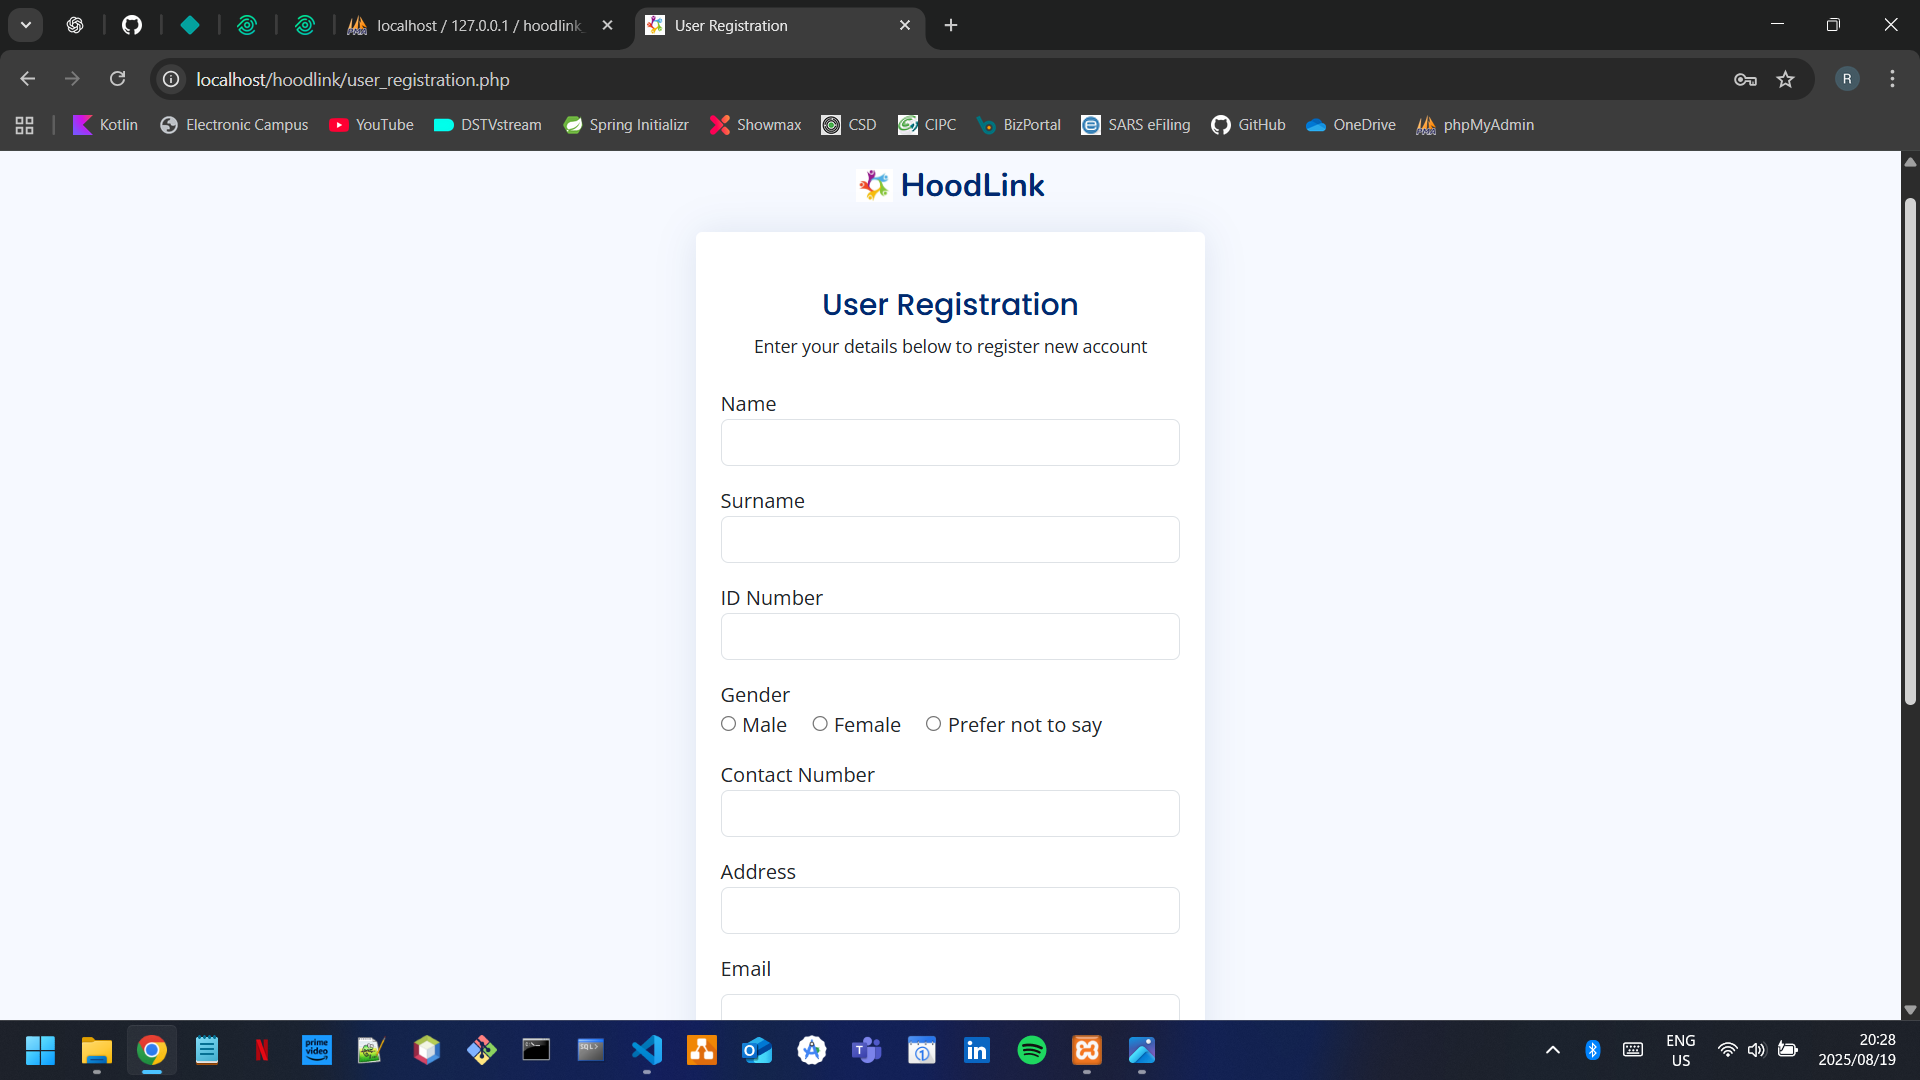 localhost / 127.0.0.1 / hoodlink_
User Registration
localhost/hoodlink/user_registration.php
R
Kotlin
Electronic Campus
YouTube
DSTVstream
Spring Initializr
Showmax
CSD
CIPC
BizPortal
SARS eFiling
GitHub
OneDrive
phpMyAdmin
HoodLink
User Registration
Enter your details below to register new account
Name
Surname
ID Number
Gender
Male
Female
Prefer not to say
Contact Number
Address
Email
prime video
ENG
US
20:28
2025/08/19